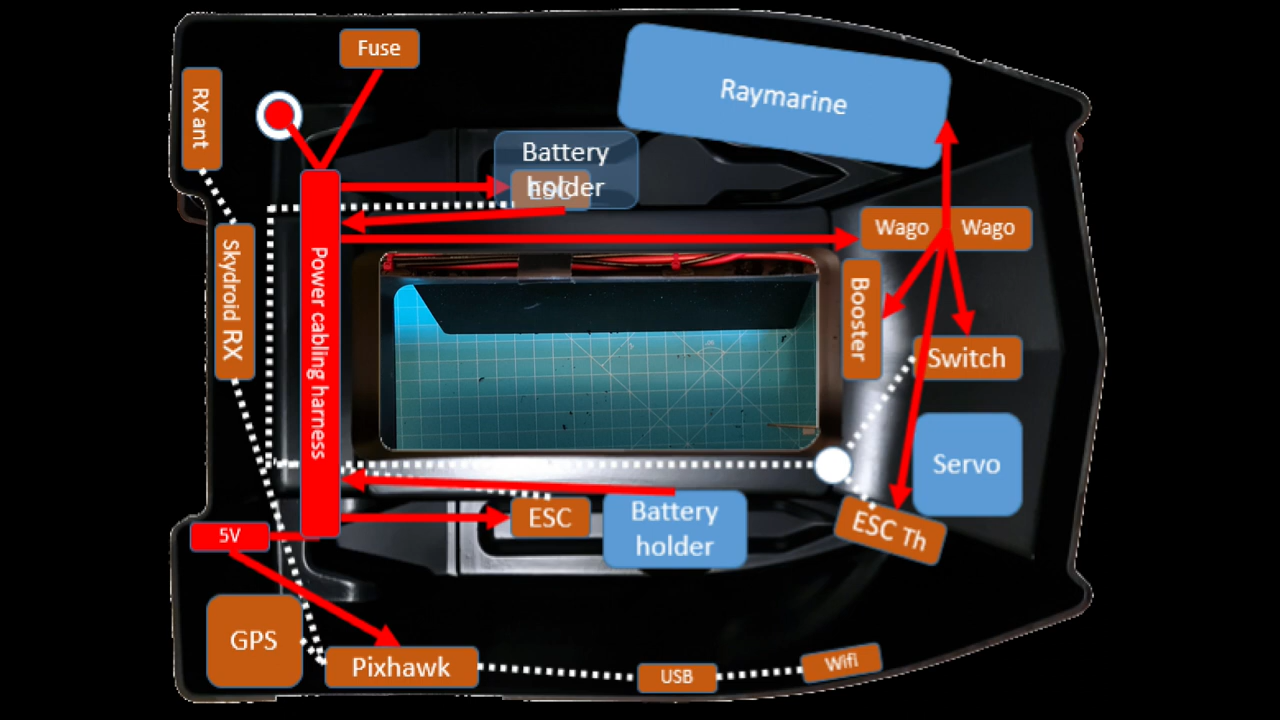 Fuse
RX ant
Raymarine
Battery
holder
ESC
Wago
Wago
Skydroid RX
Power cabling harness
Booster
Switch
Servo
ESC
Battery
holder
ESC Th
5V
GPS
Pixhawk
USB
Wifi